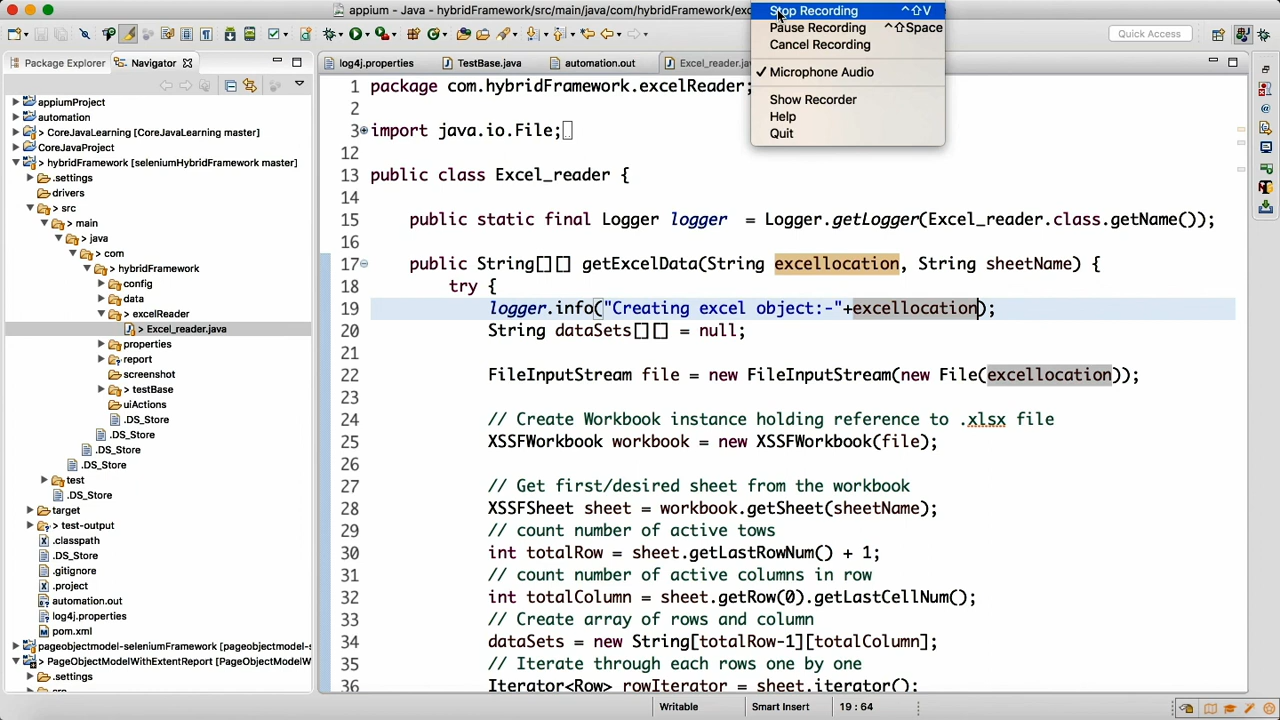 appium - Java - hybridFramework/src/main/java/com/hybridFramework/exc
Stop Recording ⌃⇧V
Pause Recording ⌃⇧Space
Cancel Recording
✓ Microphone Audio
Show Recorder
Help
Quit
Quick Access
Package Explorer
Navigator
log4j.properties
TestBase.java
automation.out
Excel_reader.java
appiumProject
automation
> CoreJavaLearning [CoreJavaLearning master]
CoreJavaProject
> hybridFramework [seleniumHybridFramework master]
.settings
drivers
> src
> main
> java
> com
> hybridFramework
> config
> data
> excelReader
> Excel_reader.java
> properties
> report
screenshot
> testBase
uiActions
.DS_Store
.DS_Store
.DS_Store
.DS_Store
> test
.DS_Store
target
> test-output
.classpath
.DS_Store
.gitignore
.project
automation.out
log4j.properties
pom.xml
pageobjectmodel-seleniumFramework [pageobjectmodel-s
> PageObjectModelWithExtentReport [PageObjectModelW
.settings
src
1 package com.hybridFramework.excelReader;
2
3 import java.io.File;
12
13 public class Excel_reader {
14
15 public static final Logger logger = Logger.getLogger(Excel_reader.class.getName());
16
17 public String[][] getExcelData(String excellocation, String sheetName) {
18 try {
19 logger.info("Creating excel object:-"+excellocation);
20 String dataSets[][] = null;
21
22 FileInputStream file = new FileInputStream(new File(excellocation));
23
24 // Create Workbook instance holding reference to .xlsx file
25 XSSFWorkbook workbook = new XSSFWorkbook(file);
26
27 // Get first/desired sheet from the workbook
28 XSSFSheet sheet = workbook.getSheet(sheetName);
29 // count number of active tows
30 int totalRow = sheet.getLastRowNum() + 1;
31 // count number of active columns in row
32 int totalColumn = sheet.getRow(0).getLastCellNum();
33 // Create array of rows and column
34 dataSets = new String[totalRow-1][totalColumn];
35 // Iterate through each rows one by one
36 Iterator<Row> rowIterator = sheet.iterator();
Writable
Smart Insert
19 : 64